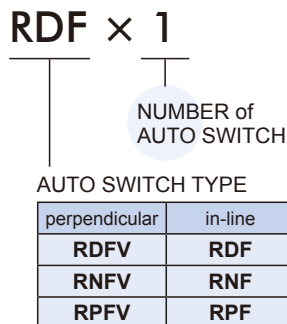 RDF × 1
NUMBER of
AUTO SWITCH
AUTO SWITCH TYPE
perpendicular in-line
RDFV RDF
RNFV RNF
RPFV RPF